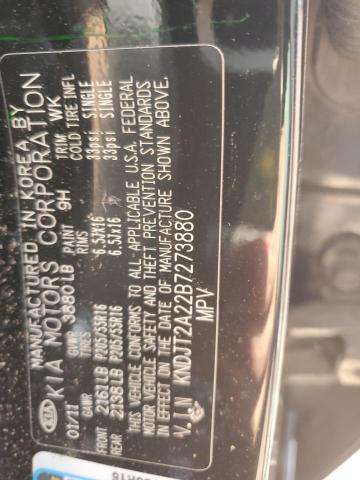 KIA
MANUFACTURED IN KOREA BY
KIA MOTORS CORPORATION
01/11 GVWR 3880LB PAINT 9H TRIM WK
GAWR TIRES RIMS COLD TIRE INFL
FRONT 2161LB P205/55R16 6.5JX16 33psi SINGLE
REAR 2238LB P205/55R16 6.5JX16 33psi SINGLE
THIS VEHICLE CONFORMS TO ALL-APPLICABLE U.S.A. FEDERAL
MOTOR VEHICLE SAFETY AND THEFT PREVENTION STANDARDS
IN EFFECT ON THE DATE OF MANUFACTURE SHOWN ABOVE.
V.I.N KNDJT2A22B7273880
MPV